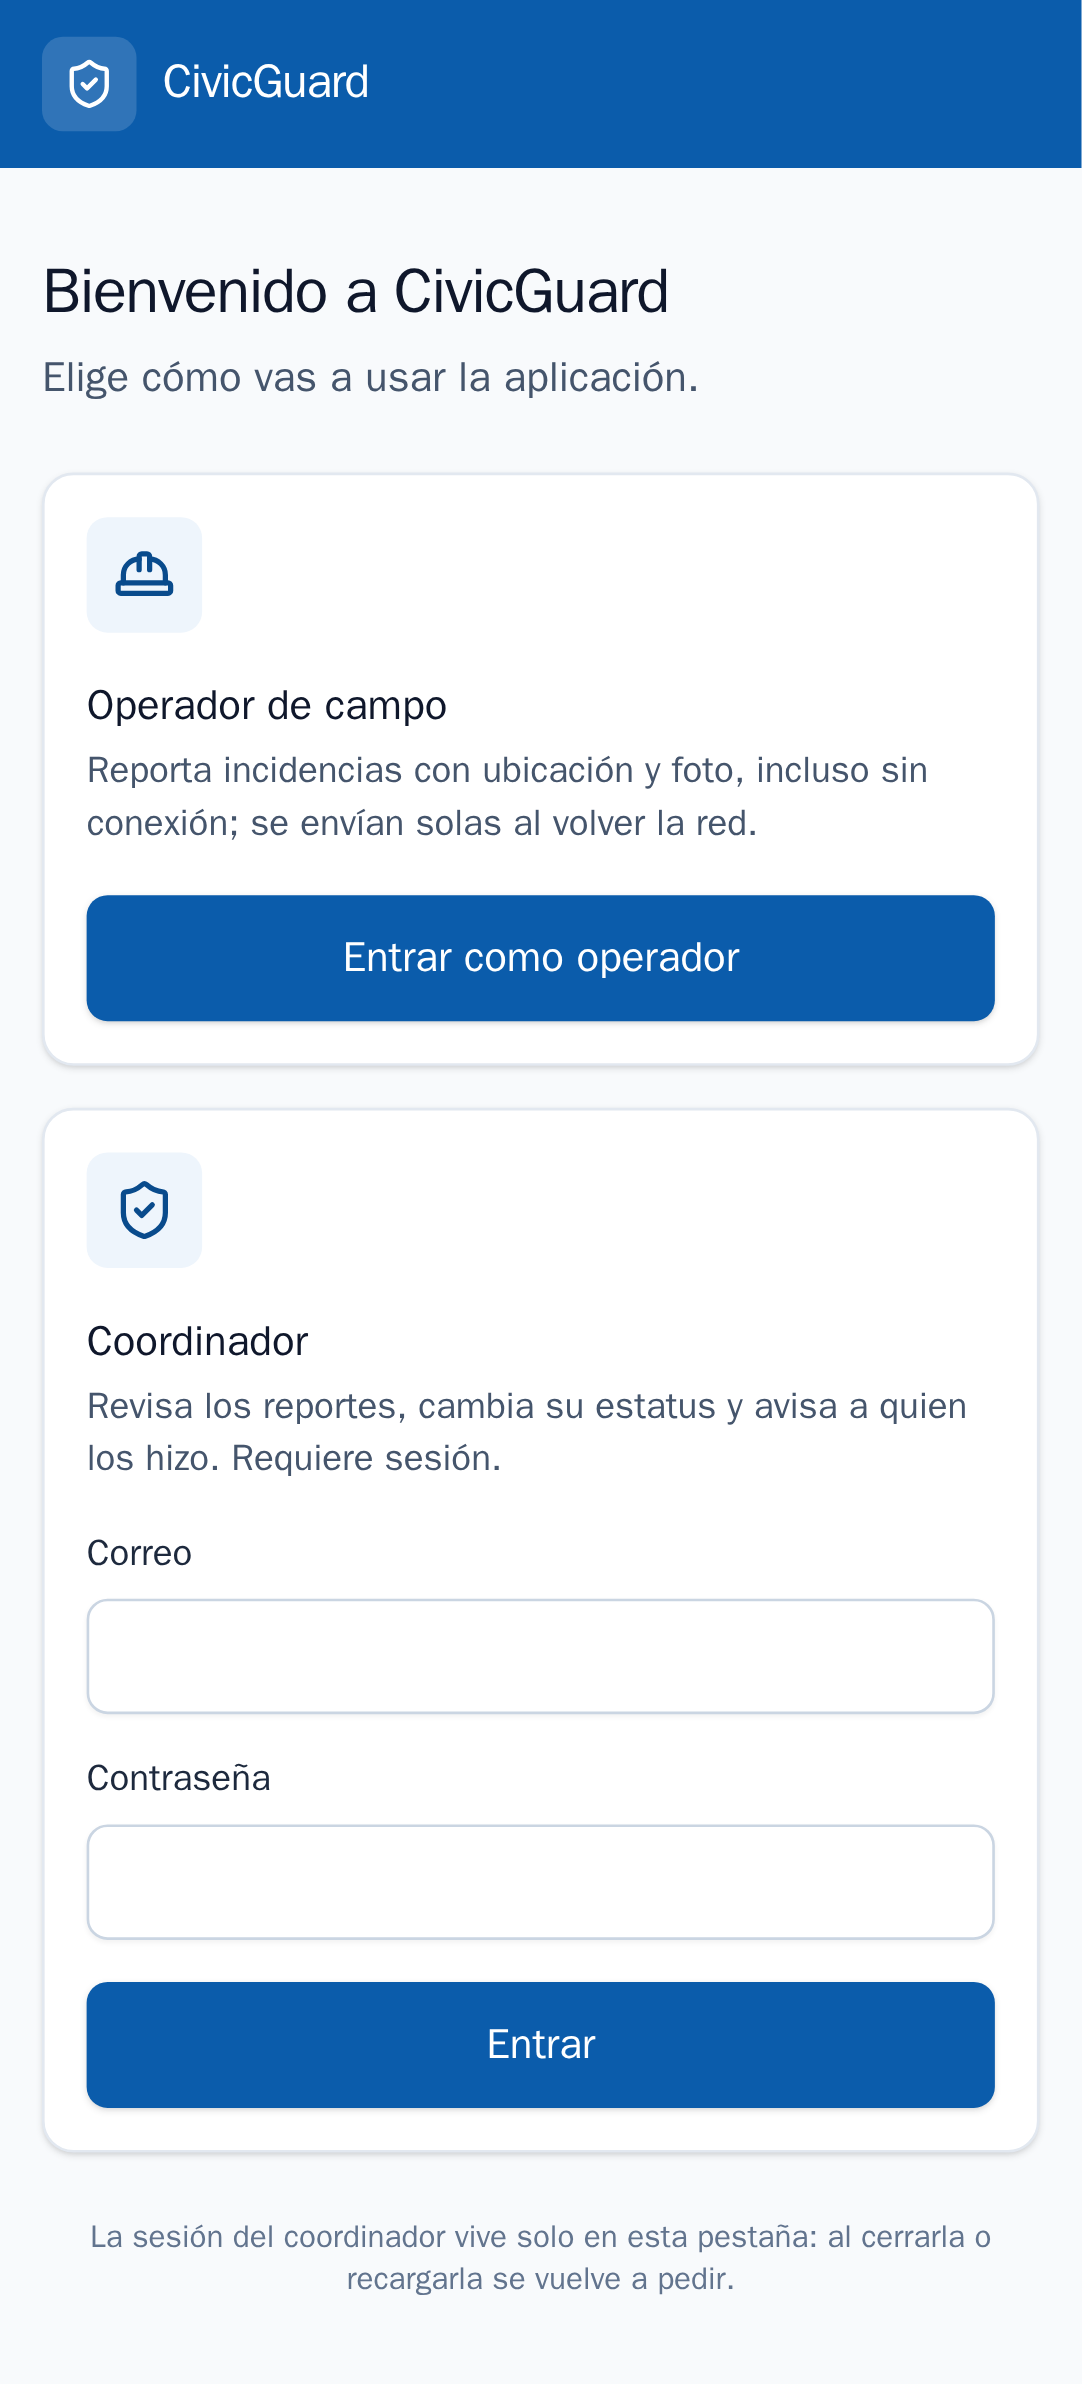 CivicGuard
Bienvenido a CivicGuard
Elige cómo vas a usar la aplicación.
Operador de campo
Reporta incidencias con ubicación y foto, incluso sin
conexión; se envían solas al volver la red.
Entrar como operador
Coordinador
Revisa los reportes, cambia su estatus y avisa a quien
los hizo. Requiere sesión.
Correo
Contraseña
Entrar
La sesión del coordinador vive solo en esta pestaña: al cerrarla o
recargarla se vuelve a pedir.